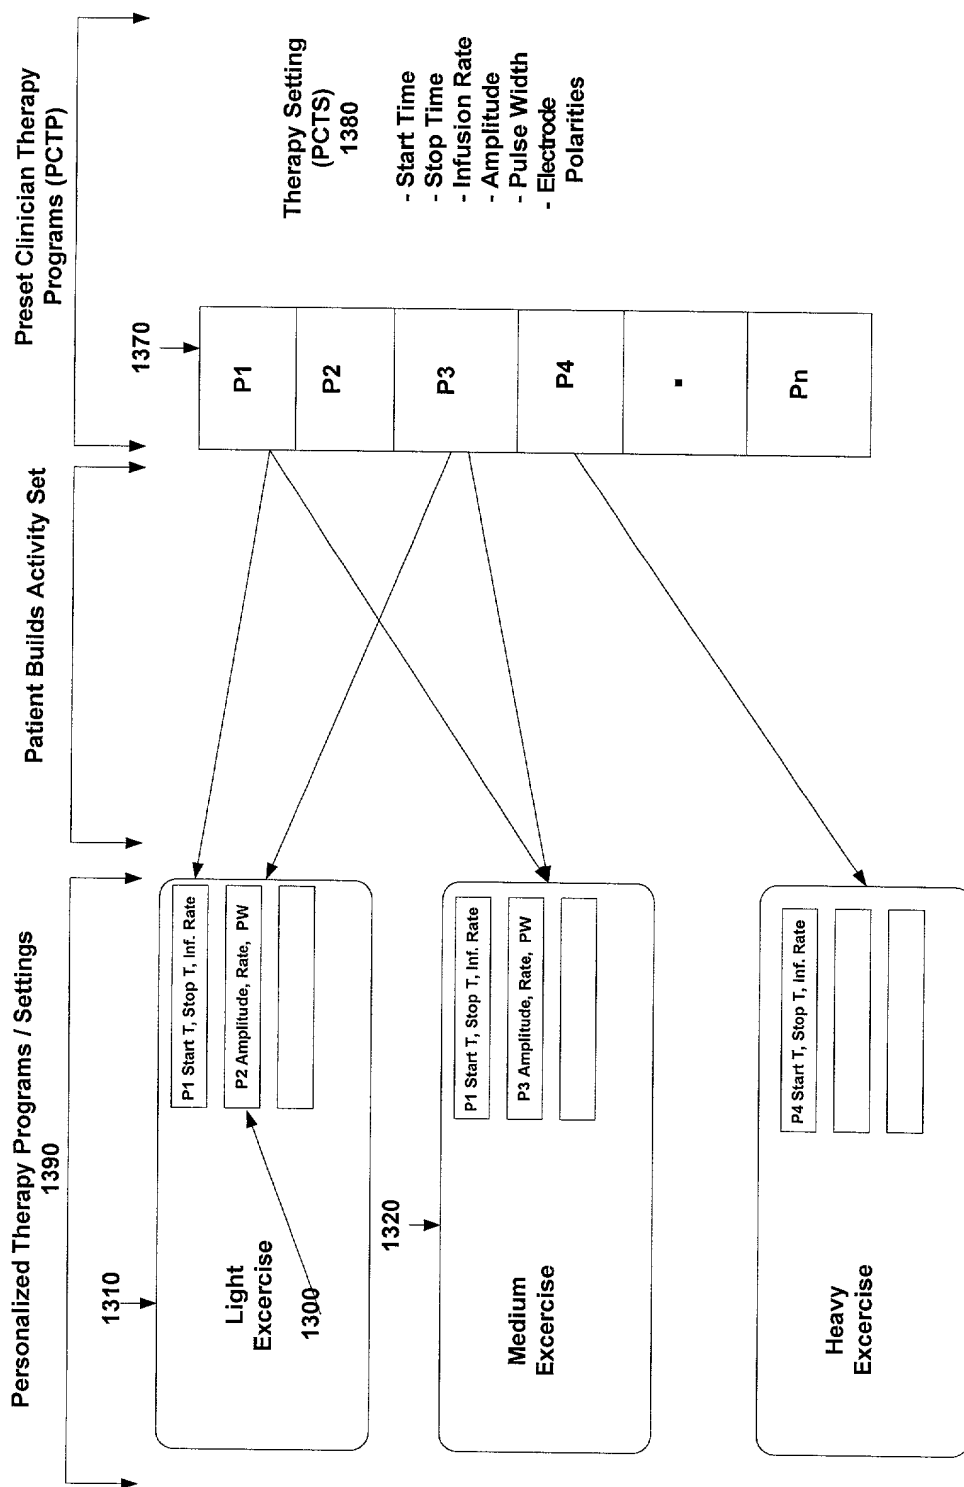 Personalized Therapy Programs / Settings
1390
Patient Builds Activity Set
Preset Clinician Therapy
Programs (PCTP)
1310
Light
Excercise
1300
P1 Start T, Stop T, Inf. Rate
P2 Amplitude, Rate, PW
1320
Medium
Excercise
P1 Start T, Stop T, Inf. Rate
P3 Amplitude, Rate, PW
Heavy
Excercise
P4 Start T, Stop T, Inf. Rate
1370
P1
P2
P3
P4
.
Pn
Therapy Setting
(PCTS)
1380
- Start Time
- Stop Time
- Infusion Rate
- Amplitude
- Pulse Width
- Electrode
Polarities